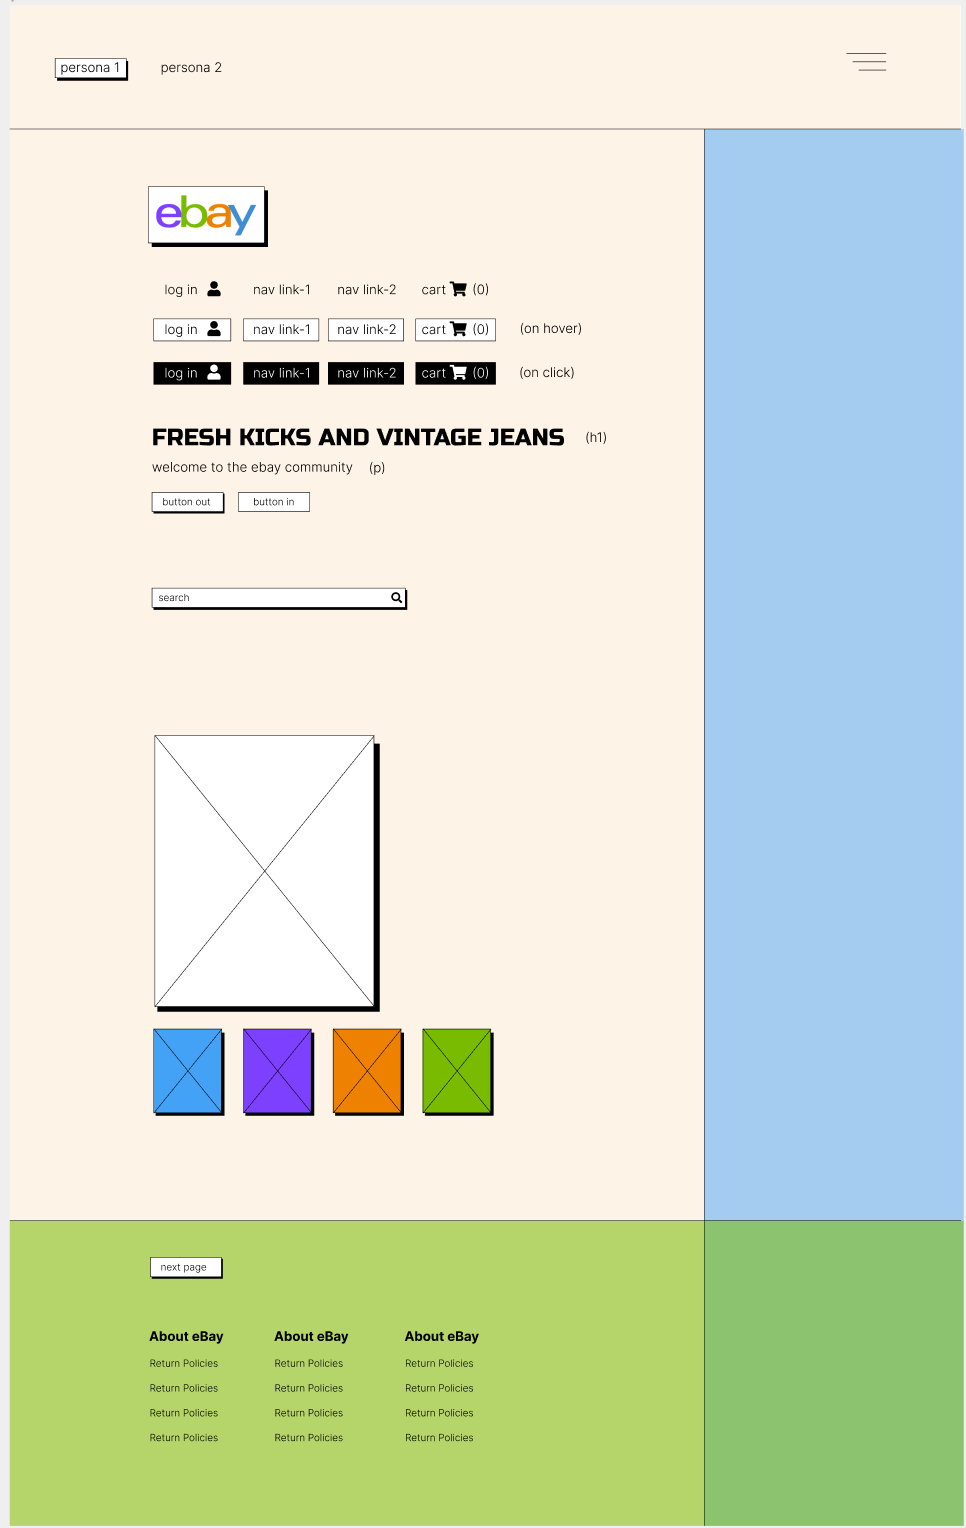 persona 1 persona 2
ebay
log in nav link-1 nav link-2 cart (0)
log in nav link-1 nav link-2 cart (0) (on hover)
log in nav link-1 nav link-2 cart (0) (on click)
FRESH KICKS AND VINTAGE JEANS (h1)
welcome to the ebay community (p)
button out button in
search
next page
About eBay About eBay About eBay
Return Policies Return Policies Return Policies
Return Policies Return Policies Return Policies
Return Policies Return Policies Return Policies
Return Policies Return Policies Return Policies